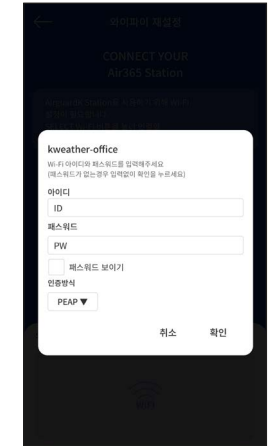 와이파이 재설정
CONNECT YOUR
Air365 Station
kweather-office
Wi-Fi 아이디와 패스워드를 입력해주세요
(패스워드가 없는경우 입력없이 확인을 누르세요)
아이디
ID
패스워드
PW
패스워드 보이기
인증방식
PEAP ▼
취소 확인
WIFI